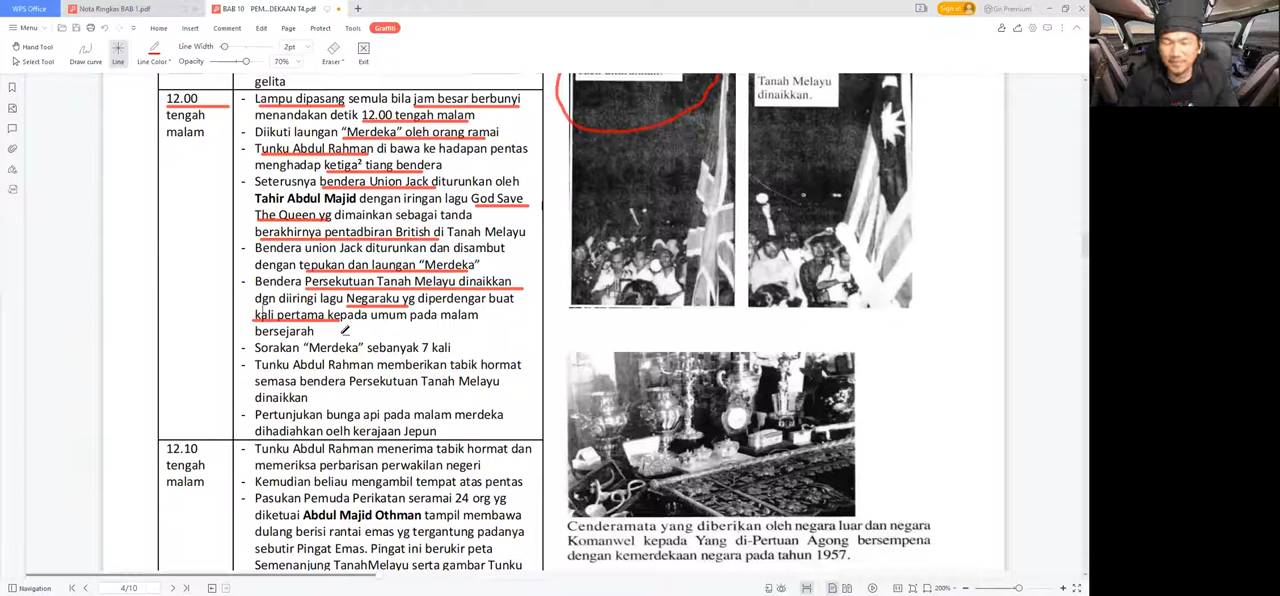 WPS Office
Nota Ringkas BAB 1.pdf
BAB 10 PEM...DEKAAN T4.pdf
Sign in
Go Premium
Menu
Home
Insert
Comment
Edit
Page
Protect
Tools
Graffiti
Hand Tool
Select Tool
Draw curve
Line
Line Color
Line Width
2pt
Opacity
70%
Eraser
Exit
gelita
12.00
tengah
malam
- Lampu dipasang semula bila jam besar berbunyi
menandakan detik 12.00 tengah malam
- Diikuti laungan “Merdeka” oleh orang ramai
- Tunku Abdul Rahman di bawa ke hadapan pentas
menghadap ketiga² tiang bendera
- Seterusnya bendera Union Jack diturunkan oleh
Tahir Abdul Majid dengan iringan lagu God Save
The Queen yg dimainkan sebagai tanda
berakhirnya pentadbiran British di Tanah Melayu
- Bendera union Jack diturunkan dan disambut
dengan tepukan dan laungan “Merdeka”
- Bendera Persekutuan Tanah Melayu dinaikkan
dgn diiringi lagu Negaraku yg diperdengar buat
kali pertama kepada umum pada malam
bersejarah
- Sorakan “Merdeka” sebanyak 7 kali
- Tunku Abdul Rahman memberikan tabik hormat
semasa bendera Persekutuan Tanah Melayu
dinaikkan
- Pertunjukan bunga api pada malam merdeka
dihadiahkan oelh kerajaan Jepun
12.10
tengah
malam
- Tunku Abdul Rahman menerima tabik hormat dan
memeriksa perbarisan perwakilan negeri
- Kemudian beliau mengambil tempat atas pentas
- Pasukan Pemuda Perikatan seramai 24 org yg
diketuai Abdul Majid Othman tampil membawa
dulang berisi rantai emas yg tergantung padanya
sebutir Pingat Emas. Pingat ini berukir peta
Semenanjung TanahMelayu serta gambar Tunku
Tanah Melayu
dinaikkan.
Cenderamata yang diberikan oleh negara luar dan negara
Komanwel kepada Yang di-Pertuan Agong bersempena
dengan kemerdekaan negara pada tahun 1957.
Navigation
4/10
200%